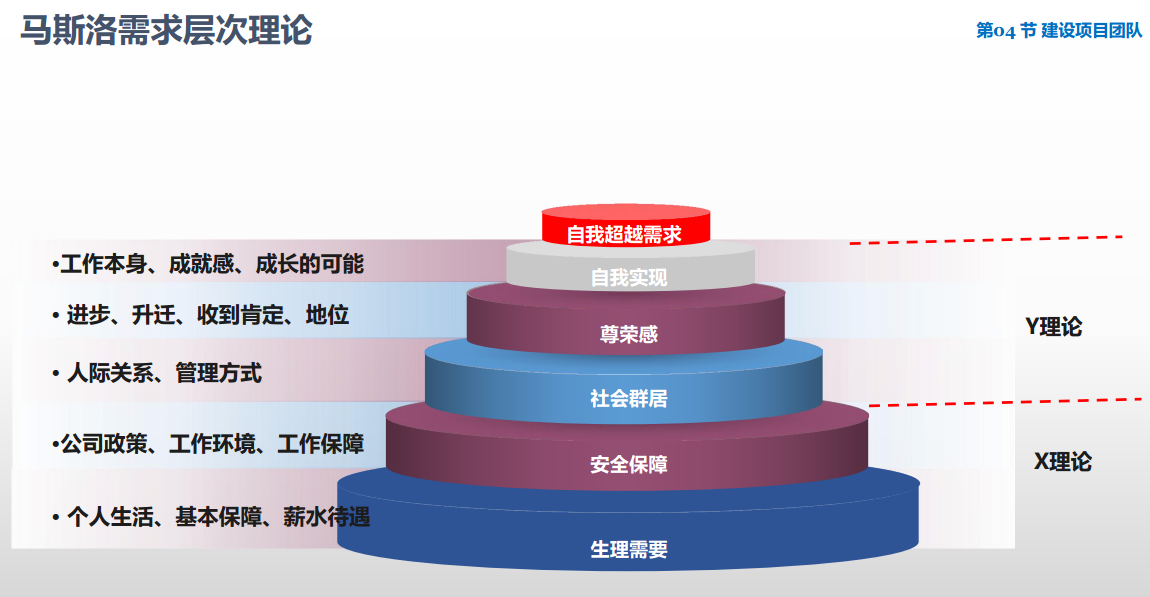 马斯洛需求层次理论
第04 节 建设项目团队
自我超越需求
•工作本身、成就感、成长的可能
自我实现
• 进步、升迁、收到肯定、地位
尊荣感
Y理论
• 人际关系、管理方式
社会群居
•公司政策、工作环境、工作保障
安全保障
X理论
• 个人生活、基本保障、薪水待遇
生理需要